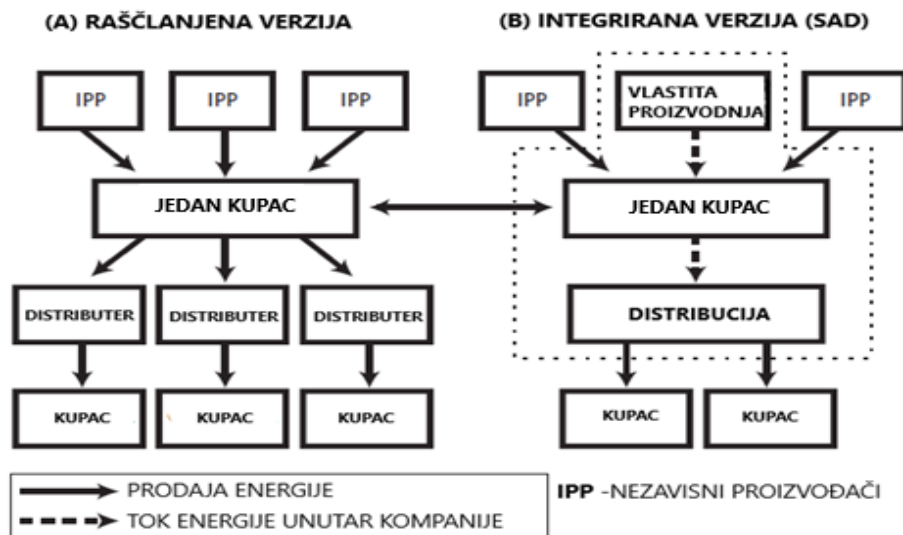 (A) RAŠČLANJENA VERZIJA
(B) INTEGRIRANA VERZIJA (SAD)
IPP
IPP
IPP
IPP
VLASTITA
PROIZVODNJA
IPP
JEDAN KUPAC
JEDAN KUPAC
DISTRIBUTER
DISTRIBUTER
DISTRIBUTER
DISTRIBUCIJA
KUPAC
KUPAC
KUPAC
KUPAC
KUPAC
PRODAJA ENERGIJE
IPP -NEZAVISNI PROIZVOĐAČI
TOK ENERGIJE UNUTAR KOMPANIJE